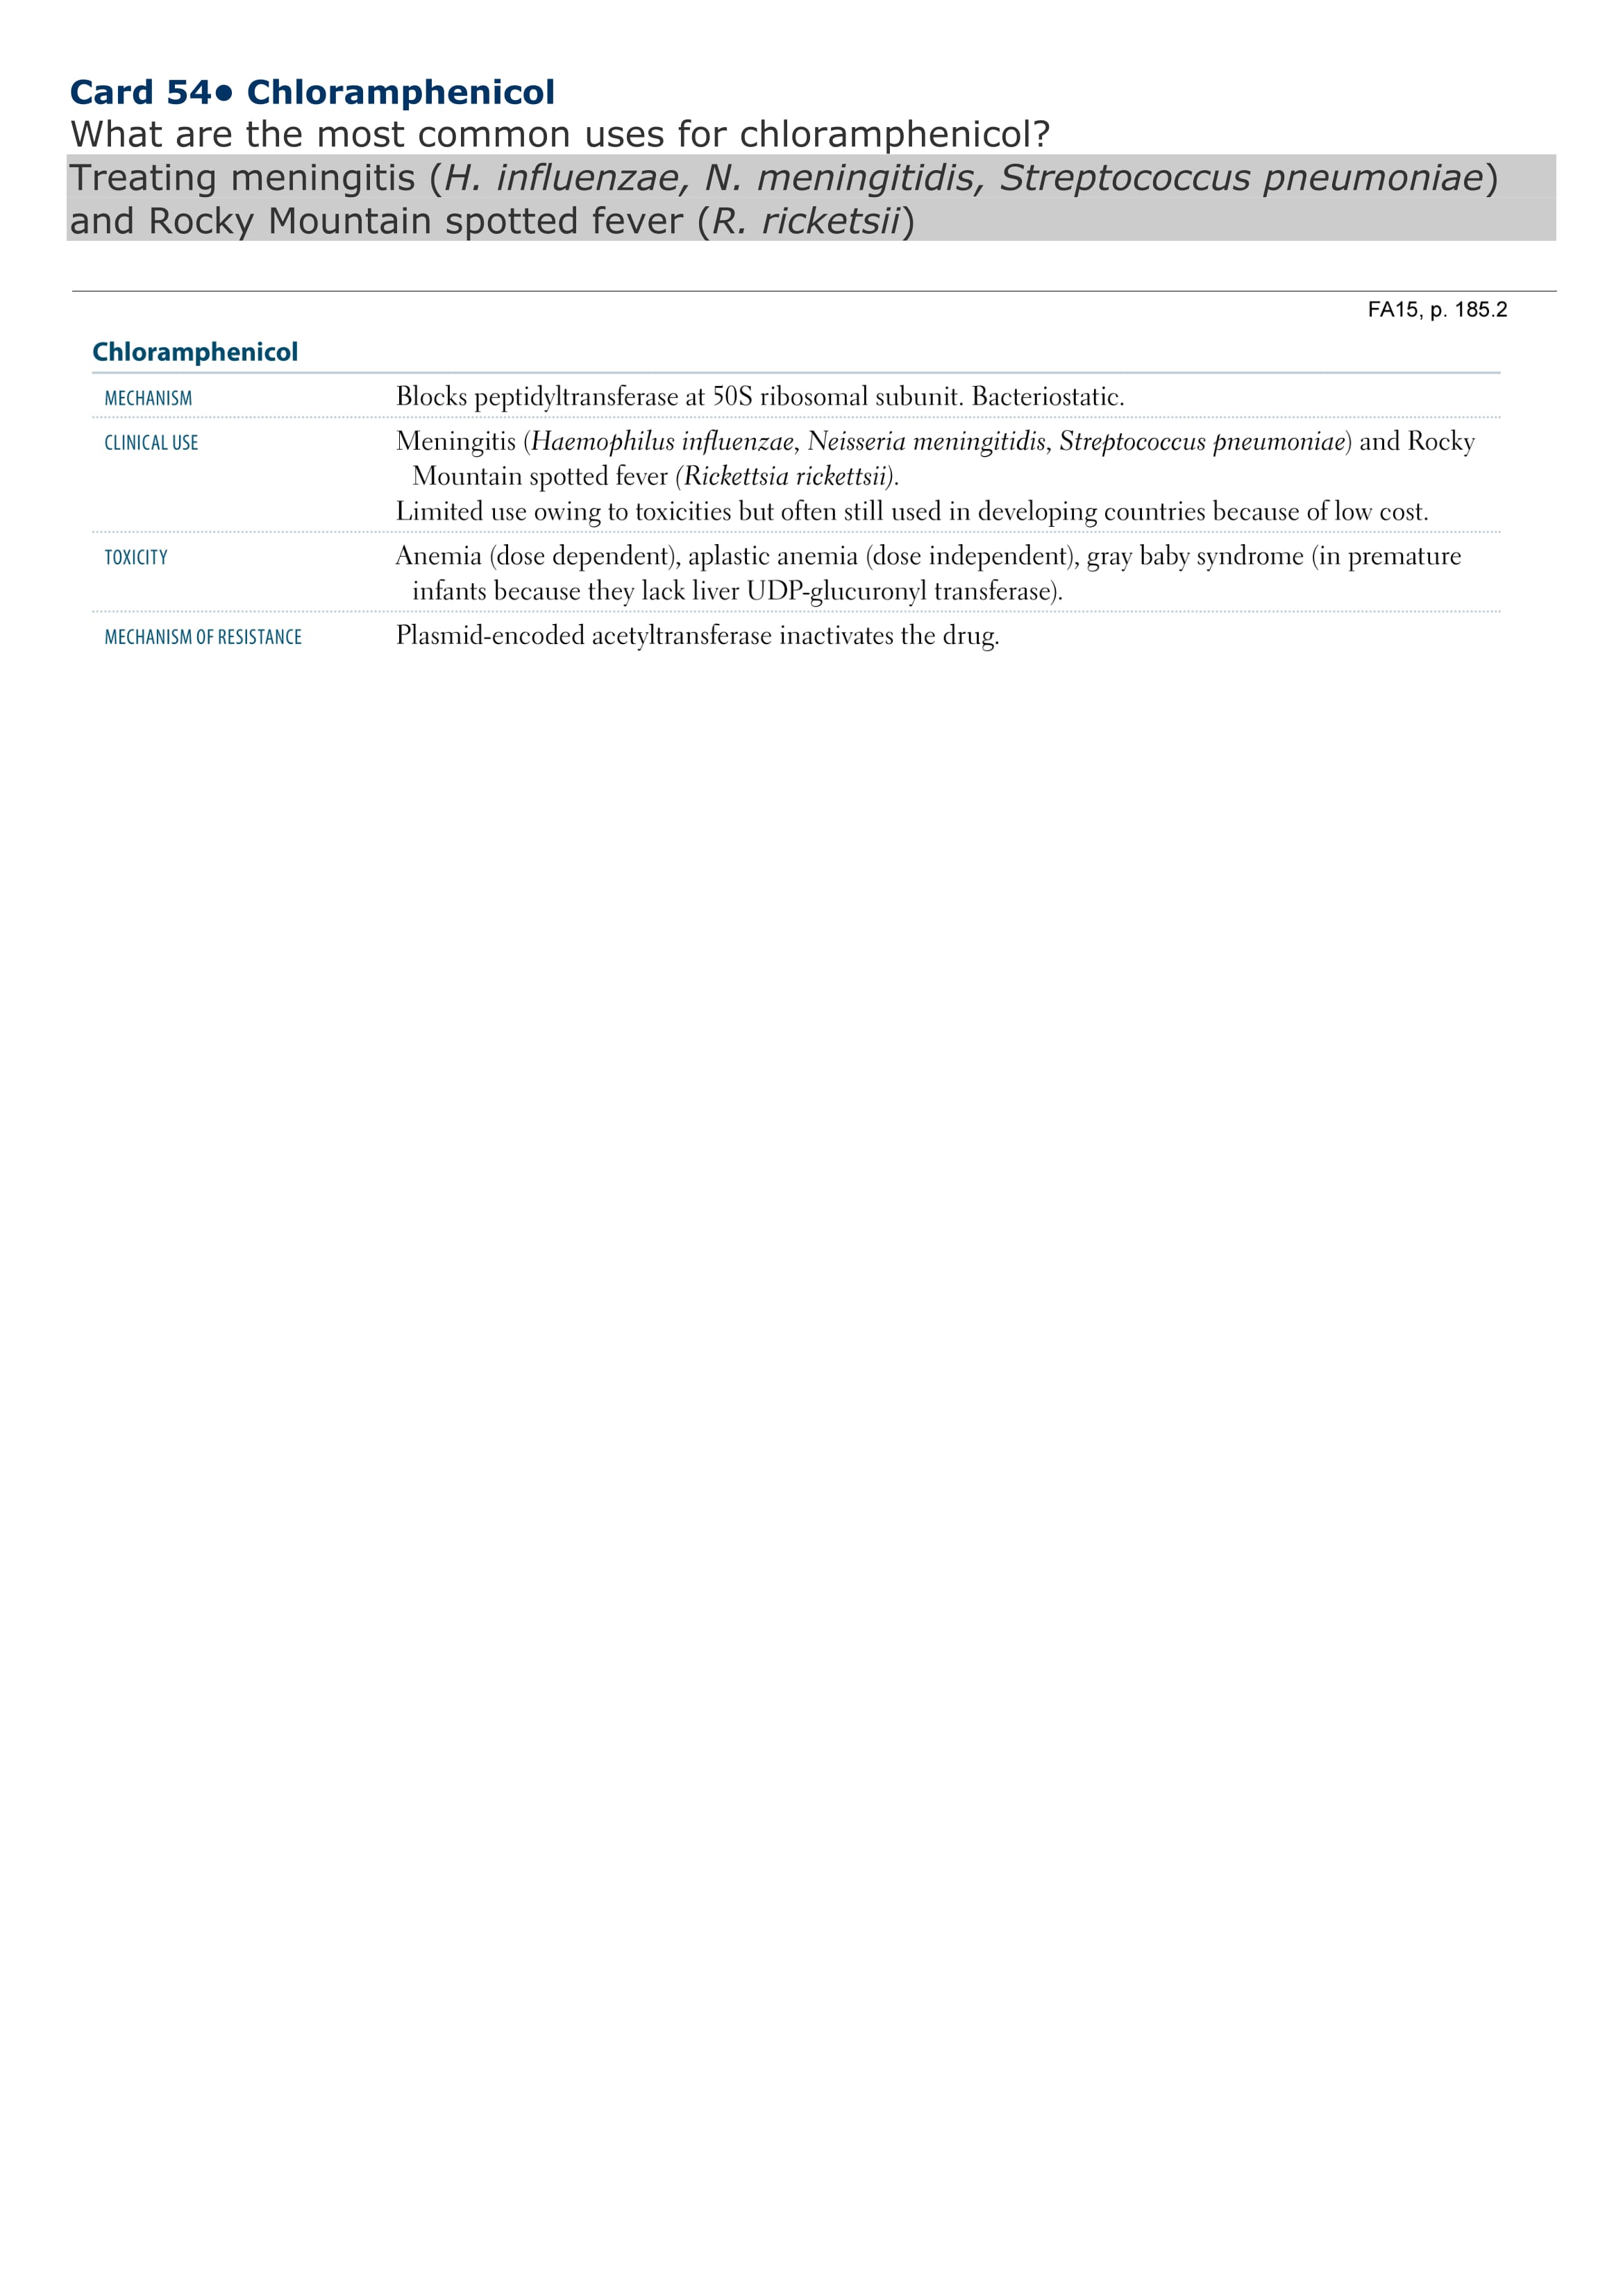 Card 54● Chloramphenicol
What are the most common uses for chloramphenicol?
Treating meningitis (H. influenzae, N. meningitidis, Streptococcus pneumoniae)
and Rocky Mountain spotted fever (R. ricketsii)
FA15, p. 185.2
Chloramphenicol
MECHANISM Blocks peptidyltransferase at 50S ribosomal subunit. Bacteriostatic.
CLINICAL USE Meningitis (Haemophilus influenzae, Neisseria meningitidis, Streptococcus pneumoniae) and Rocky
Mountain spotted fever (Rickettsia rickettsii).
Limited use owing to toxicities but often still used in developing countries because of low cost.
TOXICITY Anemia (dose dependent), aplastic anemia (dose independent), gray baby syndrome (in premature
infants because they lack liver UDP-glucuronyl transferase).
MECHANISM OF RESISTANCE Plasmid-encoded acetyltransferase inactivates the drug.